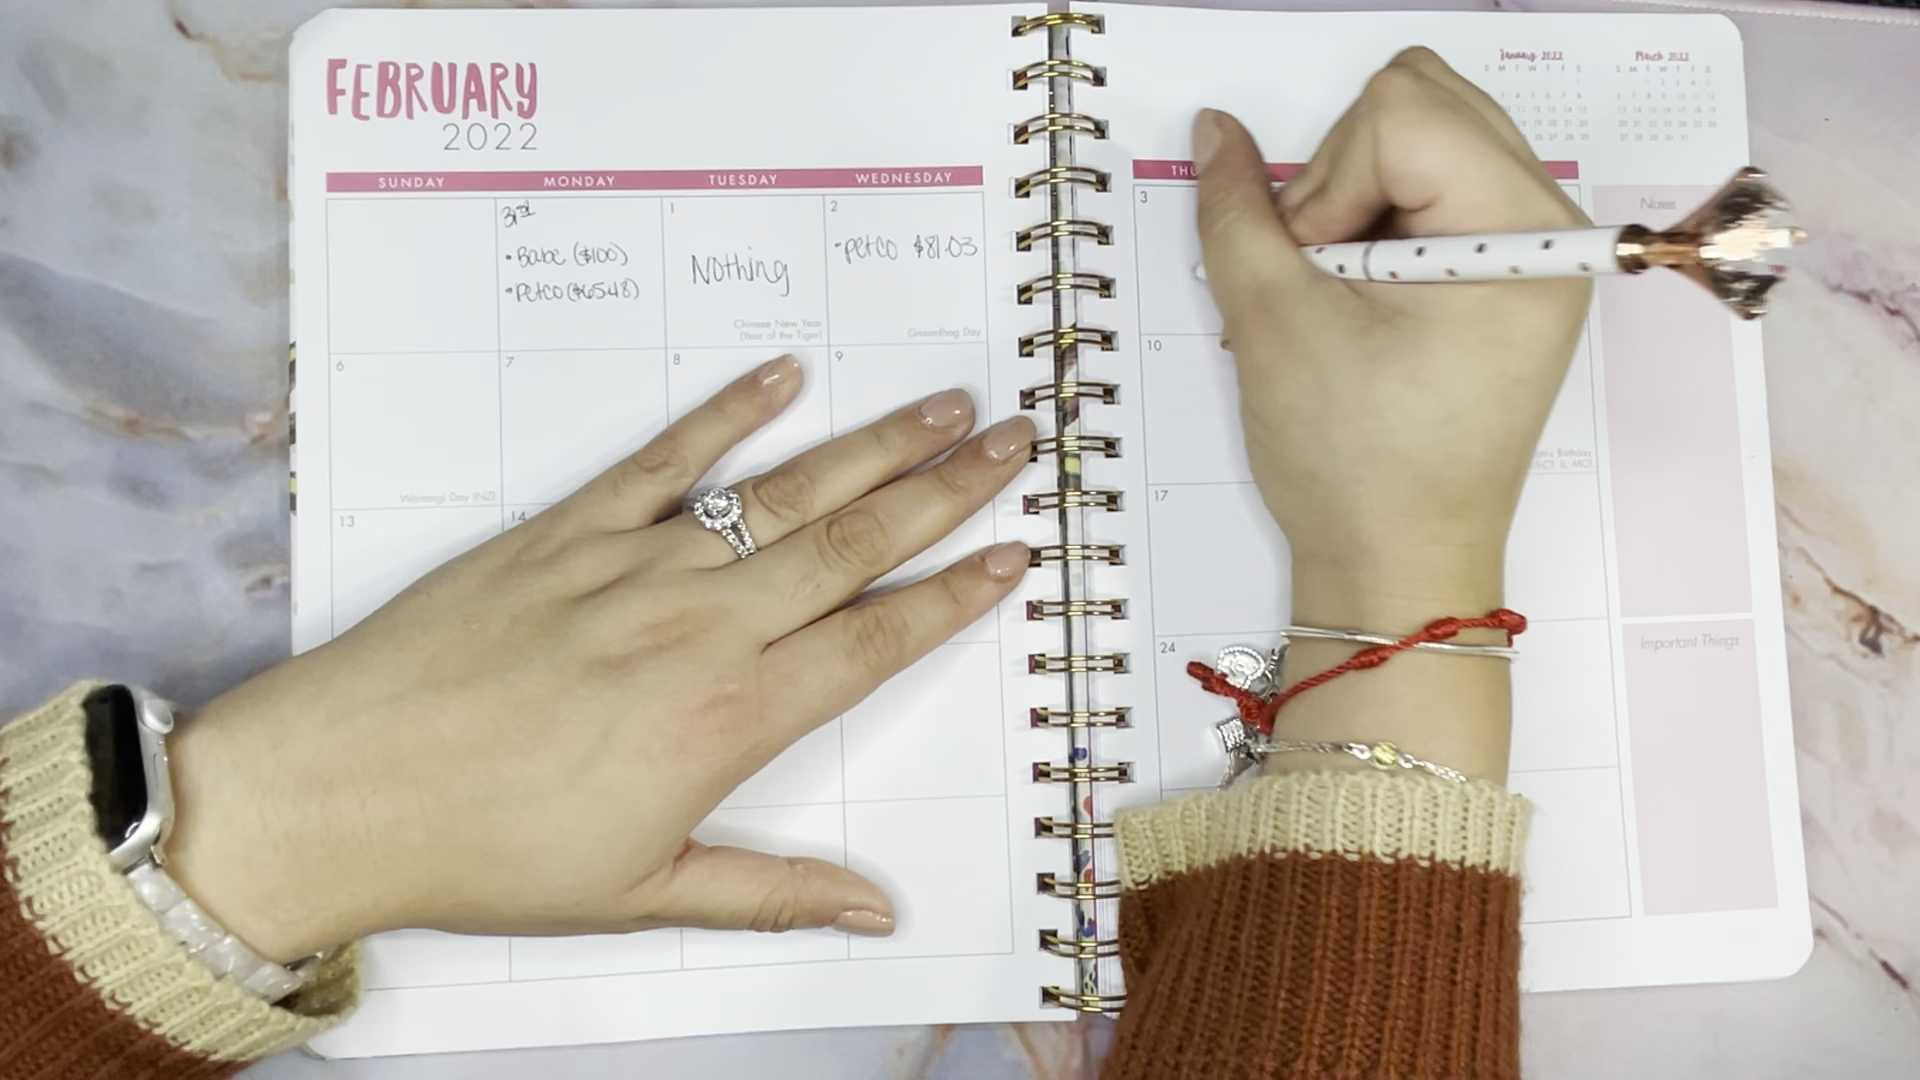 FEBRUARY
2022
January 2022
March 2022
SUNDAY MONDAY TUESDAY WEDNESDAY
31st
1
2
3
• Babe ($100)
• Petco ($65.48)
Nothing
- petco $81.03
Chinese New Year
(Year of the Tiger)
Groundhog Day
Notes
6
7
8
9
10
Waitangi Day (NZ)
13
14
17
24
Important Things